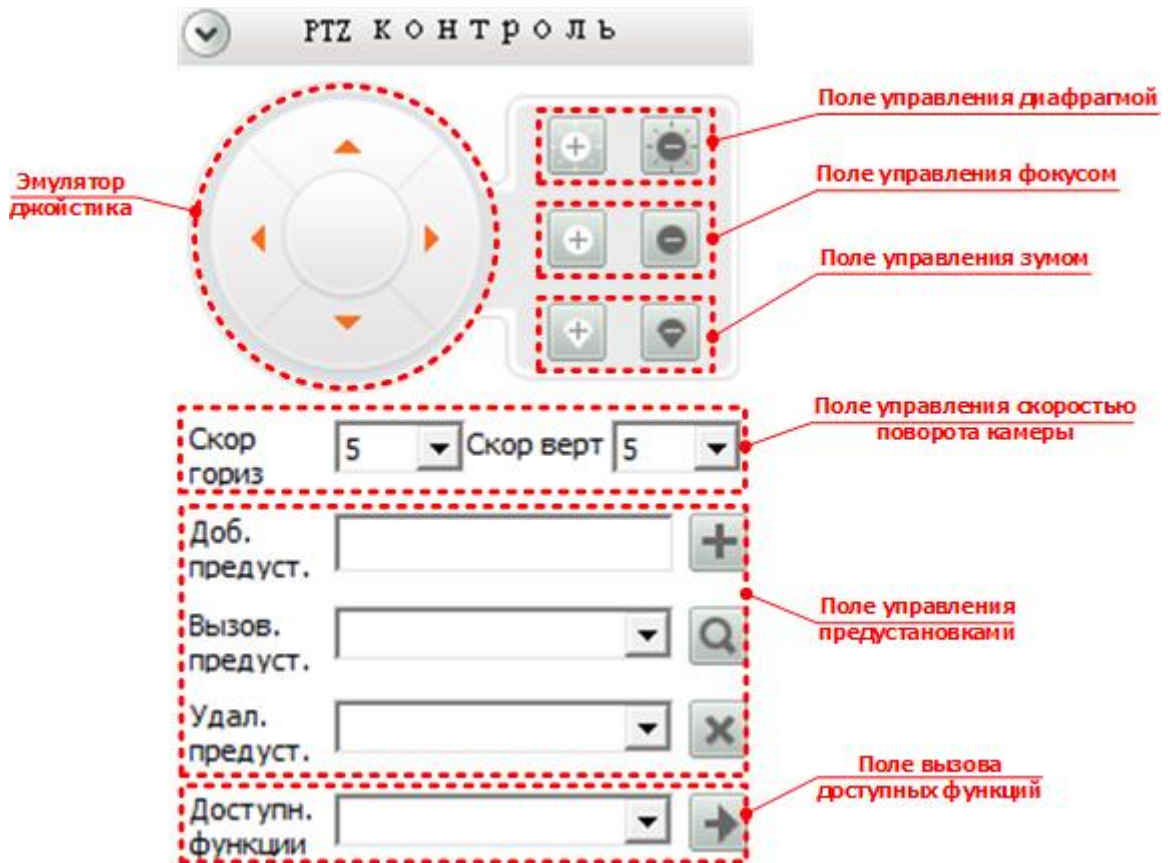 PTZ контроль
Поле управления диафрагмой
Поле управления фокусом
Эмулятор
джойстика
Поле управления зумом
Поле управления скоростью
поворота камеры
Скор
гориз
5
Скор верт
5
Доб.
предуст.
Поле управления
предустановками
Вызов.
предуст.
Удал.
предуст.
Поле вызова
доступных функций
Доступн.
функции